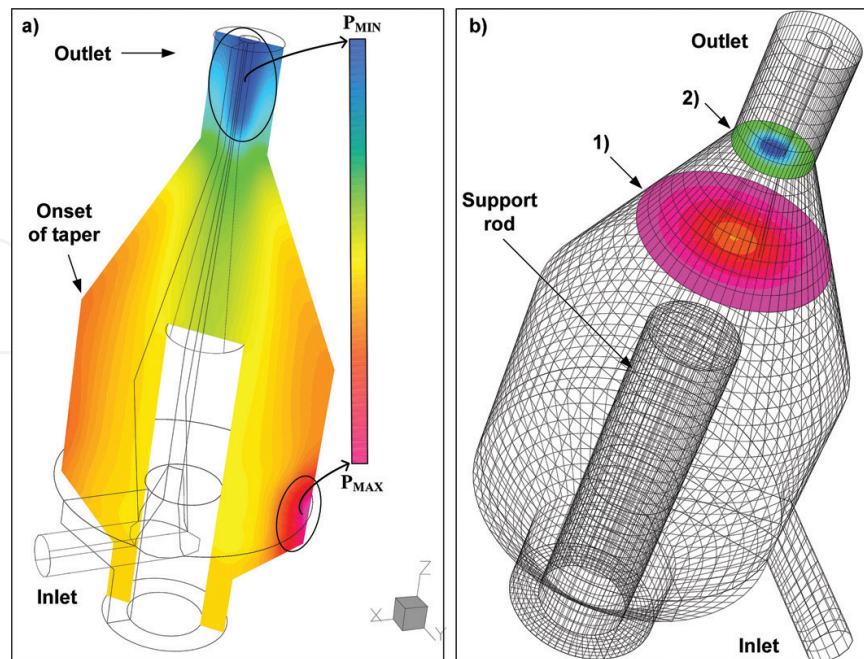 a)
P_MIN
Outlet
Onset
of taper
P_MAX
Inlet
Z
X
Y
b)
Outlet
2)
1)
Support
rod
Inlet